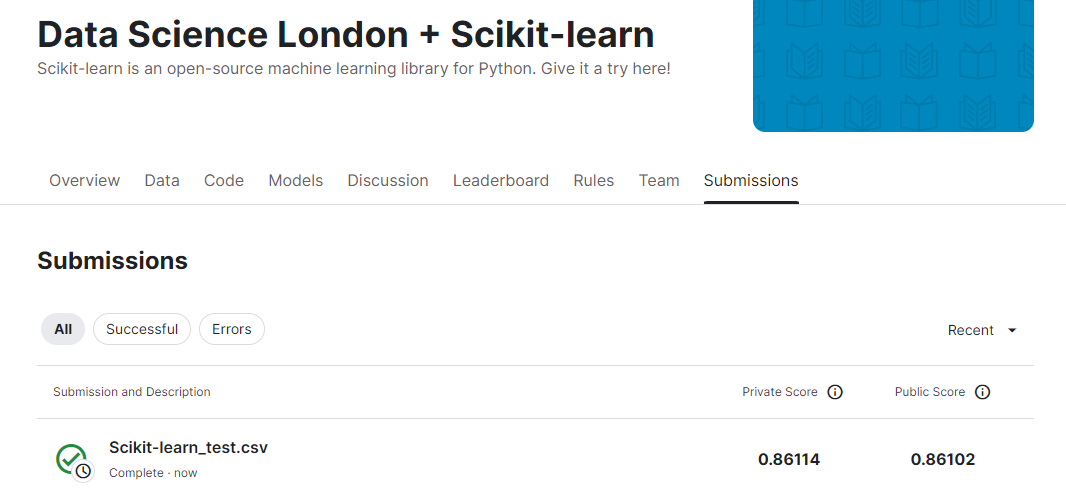 Data Science London + Scikit-learn
Scikit-learn is an open-source machine learning library for Python. Give it a try here!
Overview Data Code Models Discussion Leaderboard Rules Team Submissions
Submissions
All Successful Errors Recent
Submission and Description Private Score Public Score
Scikit-learn_test.csv 0.86114 0.86102
Complete · now